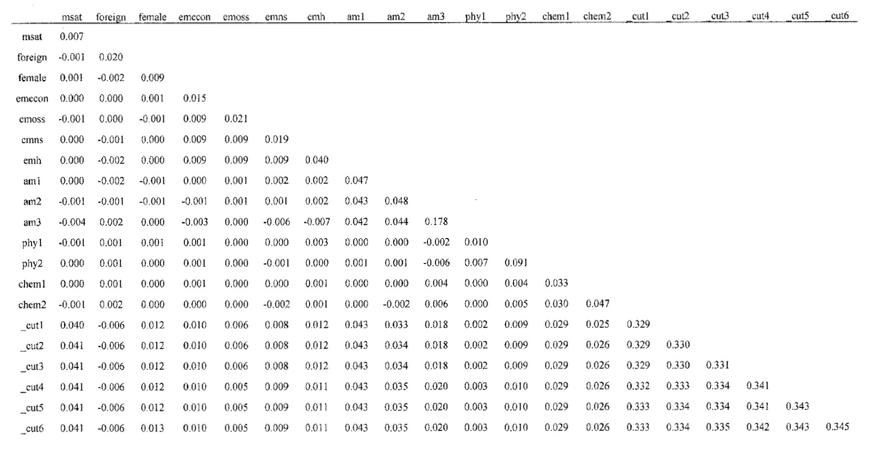 msat foreign female emecon emoss emns emh am1 am2 am3 phy1 phy2 chem1 chem2 _cut1 _cut2 _cut3 _cut4 _cut5 _cut6
msat 0.007
foreign -0.001 0.020
female 0.001 -0.002 0.009
emecon 0.000 0.000 0.001 0.015
emoss -0.001 0.000 -0.001 0.009 0.021
emns 0.000 -0.001 0.000 0.009 0.009 0.019
emh 0.000 -0.002 0.000 0.009 0.009 0.009 0.040
am1 0.000 -0.002 -0.001 0.000 0.001 0.002 0.002 0.047
am2 -0.001 -0.001 -0.001 -0.001 0.001 0.001 0.002 0.043 0.048
am3 -0.004 0.002 0.000 -0.003 0.000 -0.006 -0.007 0.042 0.044 0.178
phy1 -0.001 0.001 0.001 0.001 0.000 0.000 0.003 0.000 0.000 -0.002 0.010
phy2 0.000 0.001 0.000 0.001 0.000 -0.001 0.000 0.001 0.001 -0.006 0.007 0.091
chem1 0.000 0.001 0.000 0.001 0.000 0.000 0.001 0.000 0.000 0.004 0.000 0.004 0.033
chem2 -0.001 0.002 0.000 0.000 0.000 -0.002 0.001 0.000 -0.002 0.006 0.000 0.005 0.030 0.047
_cut1 0.040 -0.006 0.012 0.010 0.006 0.008 0.012 0.043 0.033 0.018 0.002 0.009 0.029 0.025 0.329
_cut2 0.041 -0.006 0.012 0.010 0.006 0.008 0.012 0.043 0.034 0.018 0.002 0.009 0.029 0.026 0.329 0.330
_cut3 0.041 -0.006 0.012 0.010 0.006 0.008 0.012 0.043 0.034 0.018 0.002 0.009 0.029 0.026 0.329 0.330 0.331
_cut4 0.041 -0.006 0.012 0.010 0.005 0.009 0.011 0.043 0.035 0.020 0.003 0.010 0.029 0.026 0.332 0.333 0.334 0.341
_cut5 0.041 -0.006 0.012 0.010 0.005 0.009 0.011 0.043 0.035 0.020 0.003 0.010 0.029 0.026 0.333 0.334 0.334 0.341 0.343
_cut6 0.041 -0.006 0.013 0.010 0.005 0.009 0.011 0.043 0.035 0.020 0.003 0.010 0.029 0.026 0.333 0.334 0.335 0.342 0.343 0.345